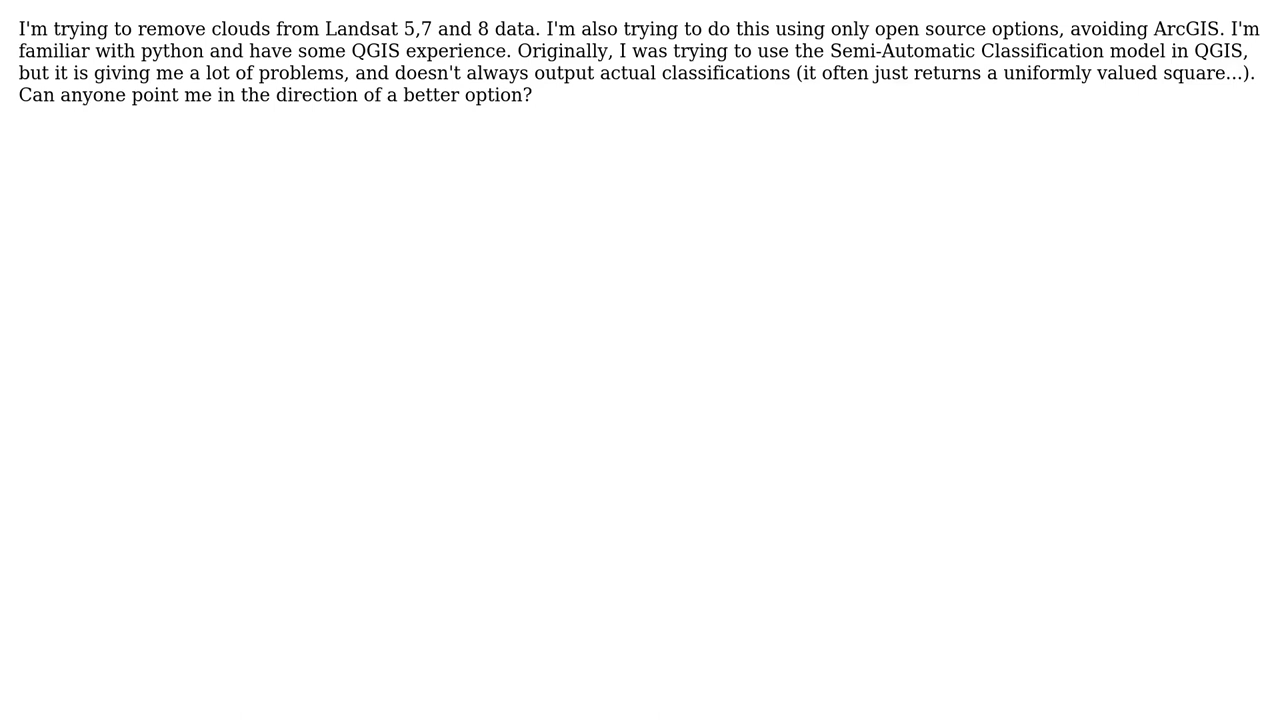 I'm trying to remove clouds from Landsat 5,7 and 8 data. I'm also trying to do this using only open source options, avoiding ArcGIS. I'm
familiar with python and have some QGIS experience. Originally, I was trying to use the Semi-Automatic Classification model in QGIS,
but it is giving me a lot of problems, and doesn't always output actual classifications (it often just returns a uniformly valued square...).
Can anyone point me in the direction of a better option?